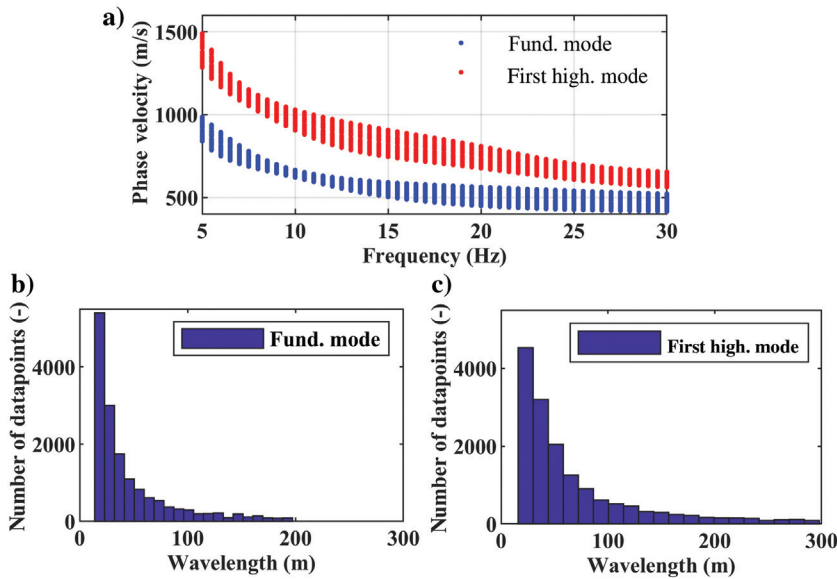 a)
Phase velocity (m/s)
1500
1000
500
Fund. mode
First high. mode
5 10 15 20 25 30
Frequency (Hz)
b)
Number of datapoints (-)
4000
2000
0
Fund. mode
0 100 200 300
Wavelength (m)
c)
Number of datapoints (-)
4000
2000
0
First high. mode
0 100 200 300
Wavelength (m)